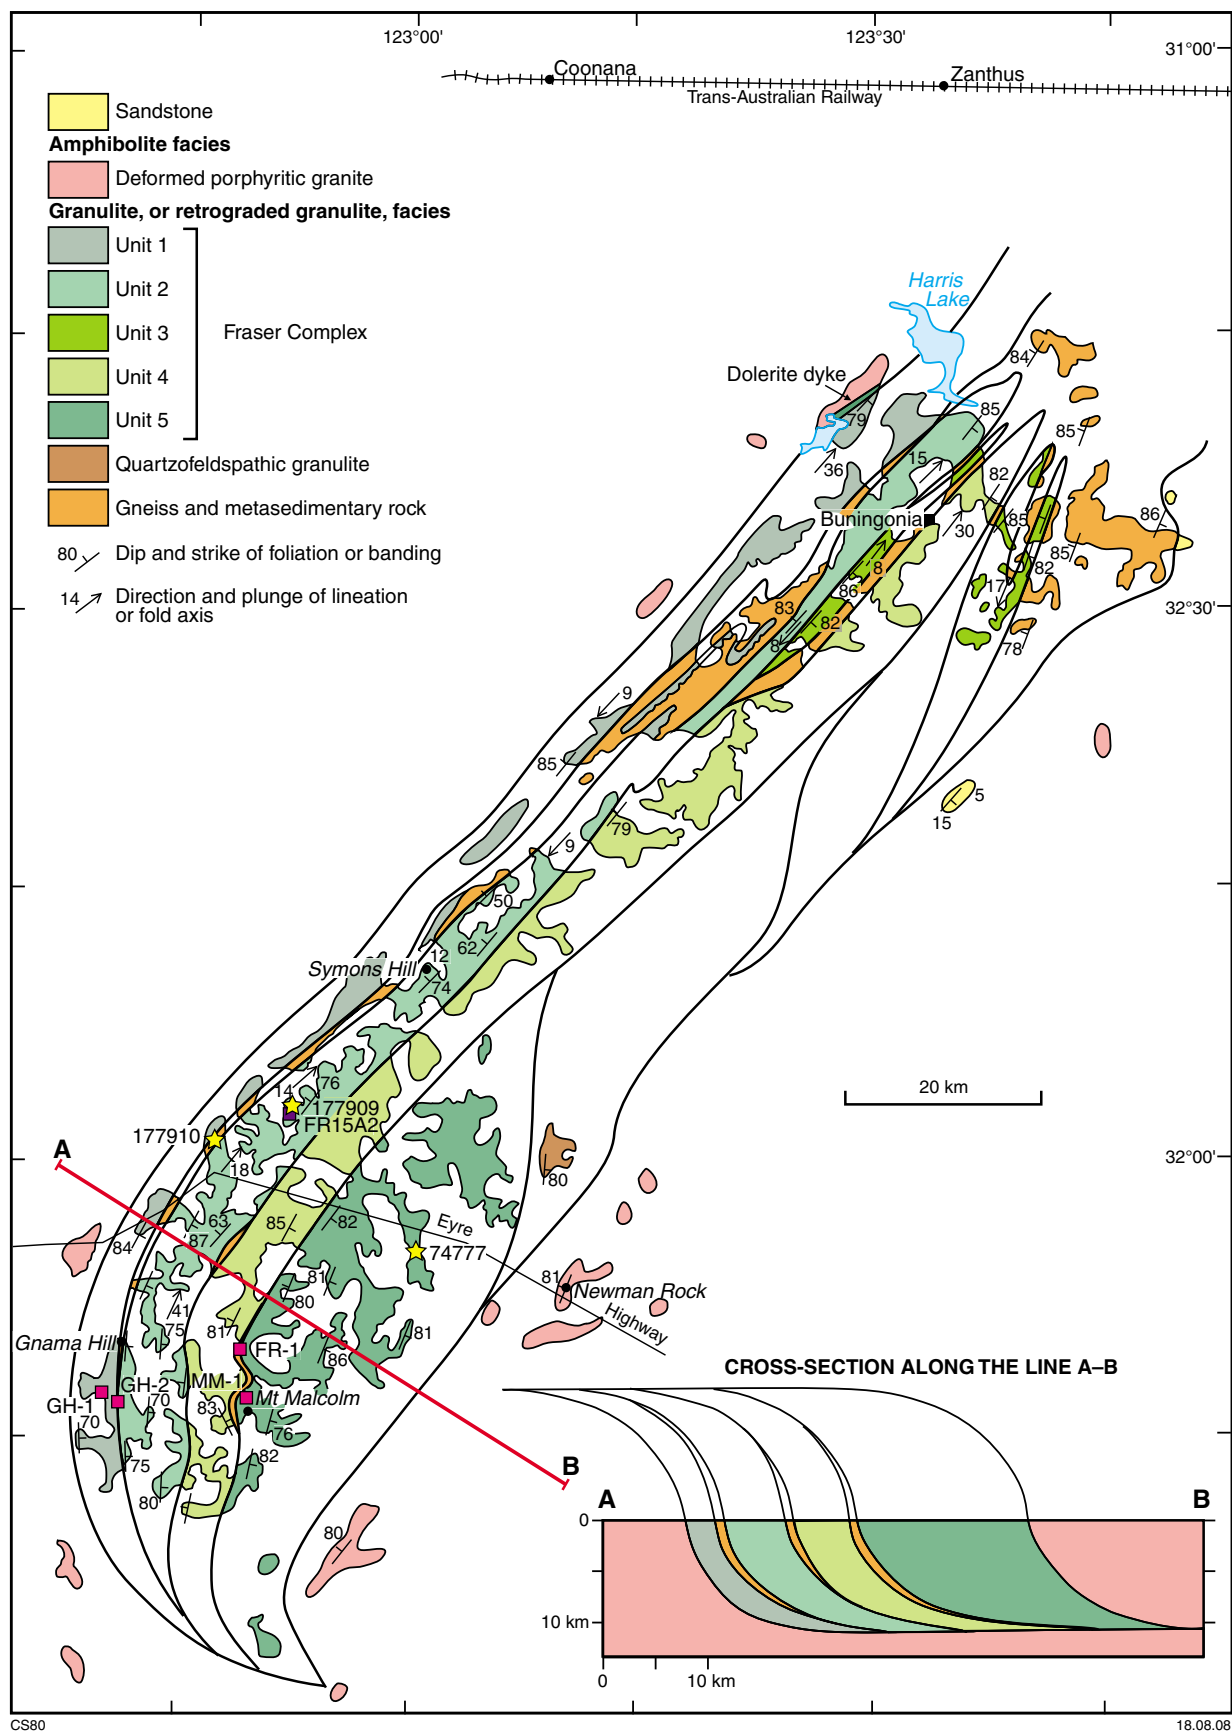 123°00'
123°30'
31°00'
Coonana
Zanthus
Trans-Australian Railway
Sandstone
Amphibolite facies
Deformed porphyritic granite
Granulite, or retrograded granulite, facies
Unit 1
Unit 2
Unit 3
Fraser Complex
Unit 4
Unit 5
Quartzofeldspathic granulite
Gneiss and metasedimentary rock
80
Dip and strike of foliation or banding
14
Direction and plunge of lineation
or fold axis
Harris
Lake
84
Dolerite dyke
79
85
85
36
15
82
Buningonia
30
85
86
85
8
82
86
17
83
82
8
32°30'
78
9
85
5
15
79
9
50
62
12
Symons Hill
74
20 km
76
14
177909
FR15A2
177910
A
18
80
32°00'
63
85
82
Eyre
84
87
74777
81
80
81
Newman Rock
41
75
81
81
Highway
Gnama Hill
FR-1
86
CROSS-SECTION ALONG THE LINE A–B
GH-2
MM-1
GH-1
70
Mt Malcolm
70
83
76
75
82
B
80
A
B
80
0
10 km
0
10 km
CS80
18.08.08